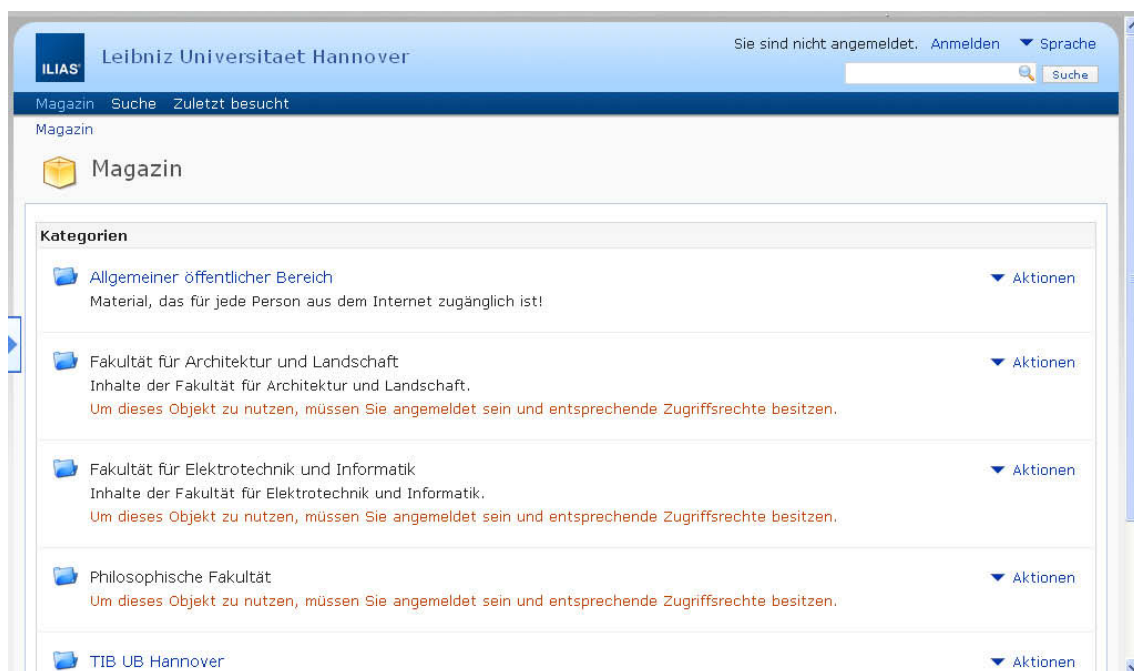 ILIAS
Leibniz Universitaet Hannover
Sie sind nicht angemeldet. Anmelden Sprache
Suche
Magazin Suche Zuletzt besucht
Magazin
Magazin
Kategorien
Allgemeiner öffentlicher Bereich Aktionen
Material, das für jede Person aus dem Internet zugänglich ist!
Fakultät für Architektur und Landschaft Aktionen
Inhalte der Fakultät für Architektur und Landschaft.
Um dieses Objekt zu nutzen, müssen Sie angemeldet sein und entsprechende Zugriffsrechte besitzen.
Fakultät für Elektrotechnik und Informatik Aktionen
Inhalte der Fakultät für Elektrotechnik und Informatik.
Um dieses Objekt zu nutzen, müssen Sie angemeldet sein und entsprechende Zugriffsrechte besitzen.
Philosophische Fakultät Aktionen
Um dieses Objekt zu nutzen, müssen Sie angemeldet sein und entsprechende Zugriffsrechte besitzen.
TIB UB Hannover Aktionen